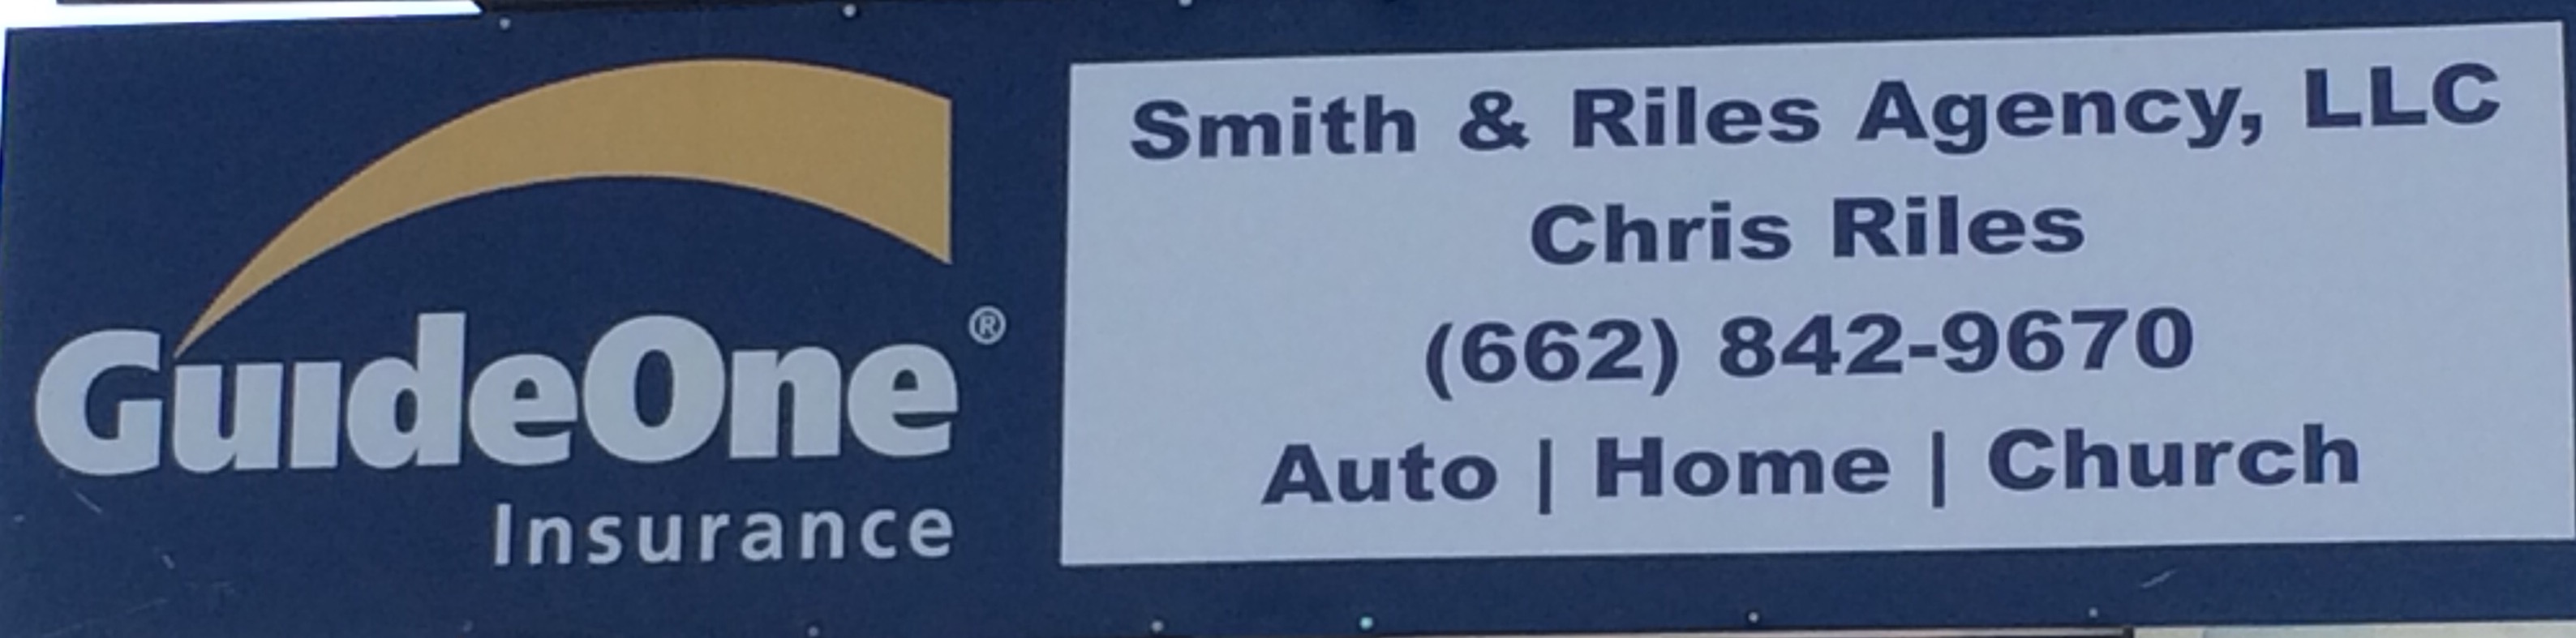 GuideOne®
Insurance
Smith & Riles Agency, LLC
Chris Riles
(662) 842-9670
Auto | Home | Church